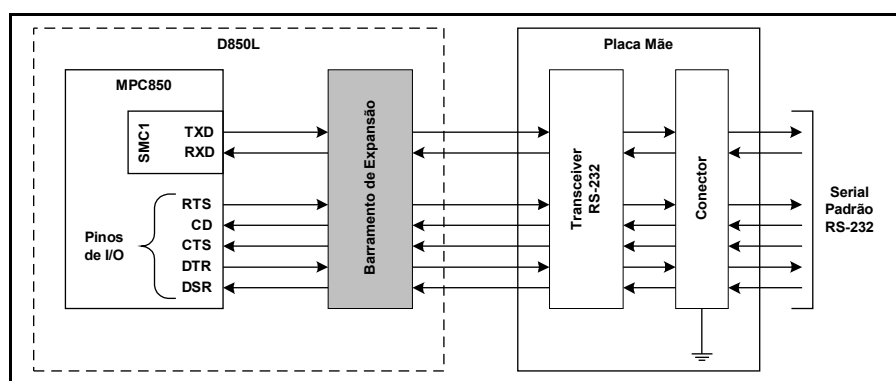 D850L
Placa Mãe
MPC850
SMC1
TXD
RXD
RTS
CD
CTS
DTR
DSR
Pinos
de I/O
Barramento de Expansão
Transceiver
RS-232
Conector
Serial
Padrão
RS-232